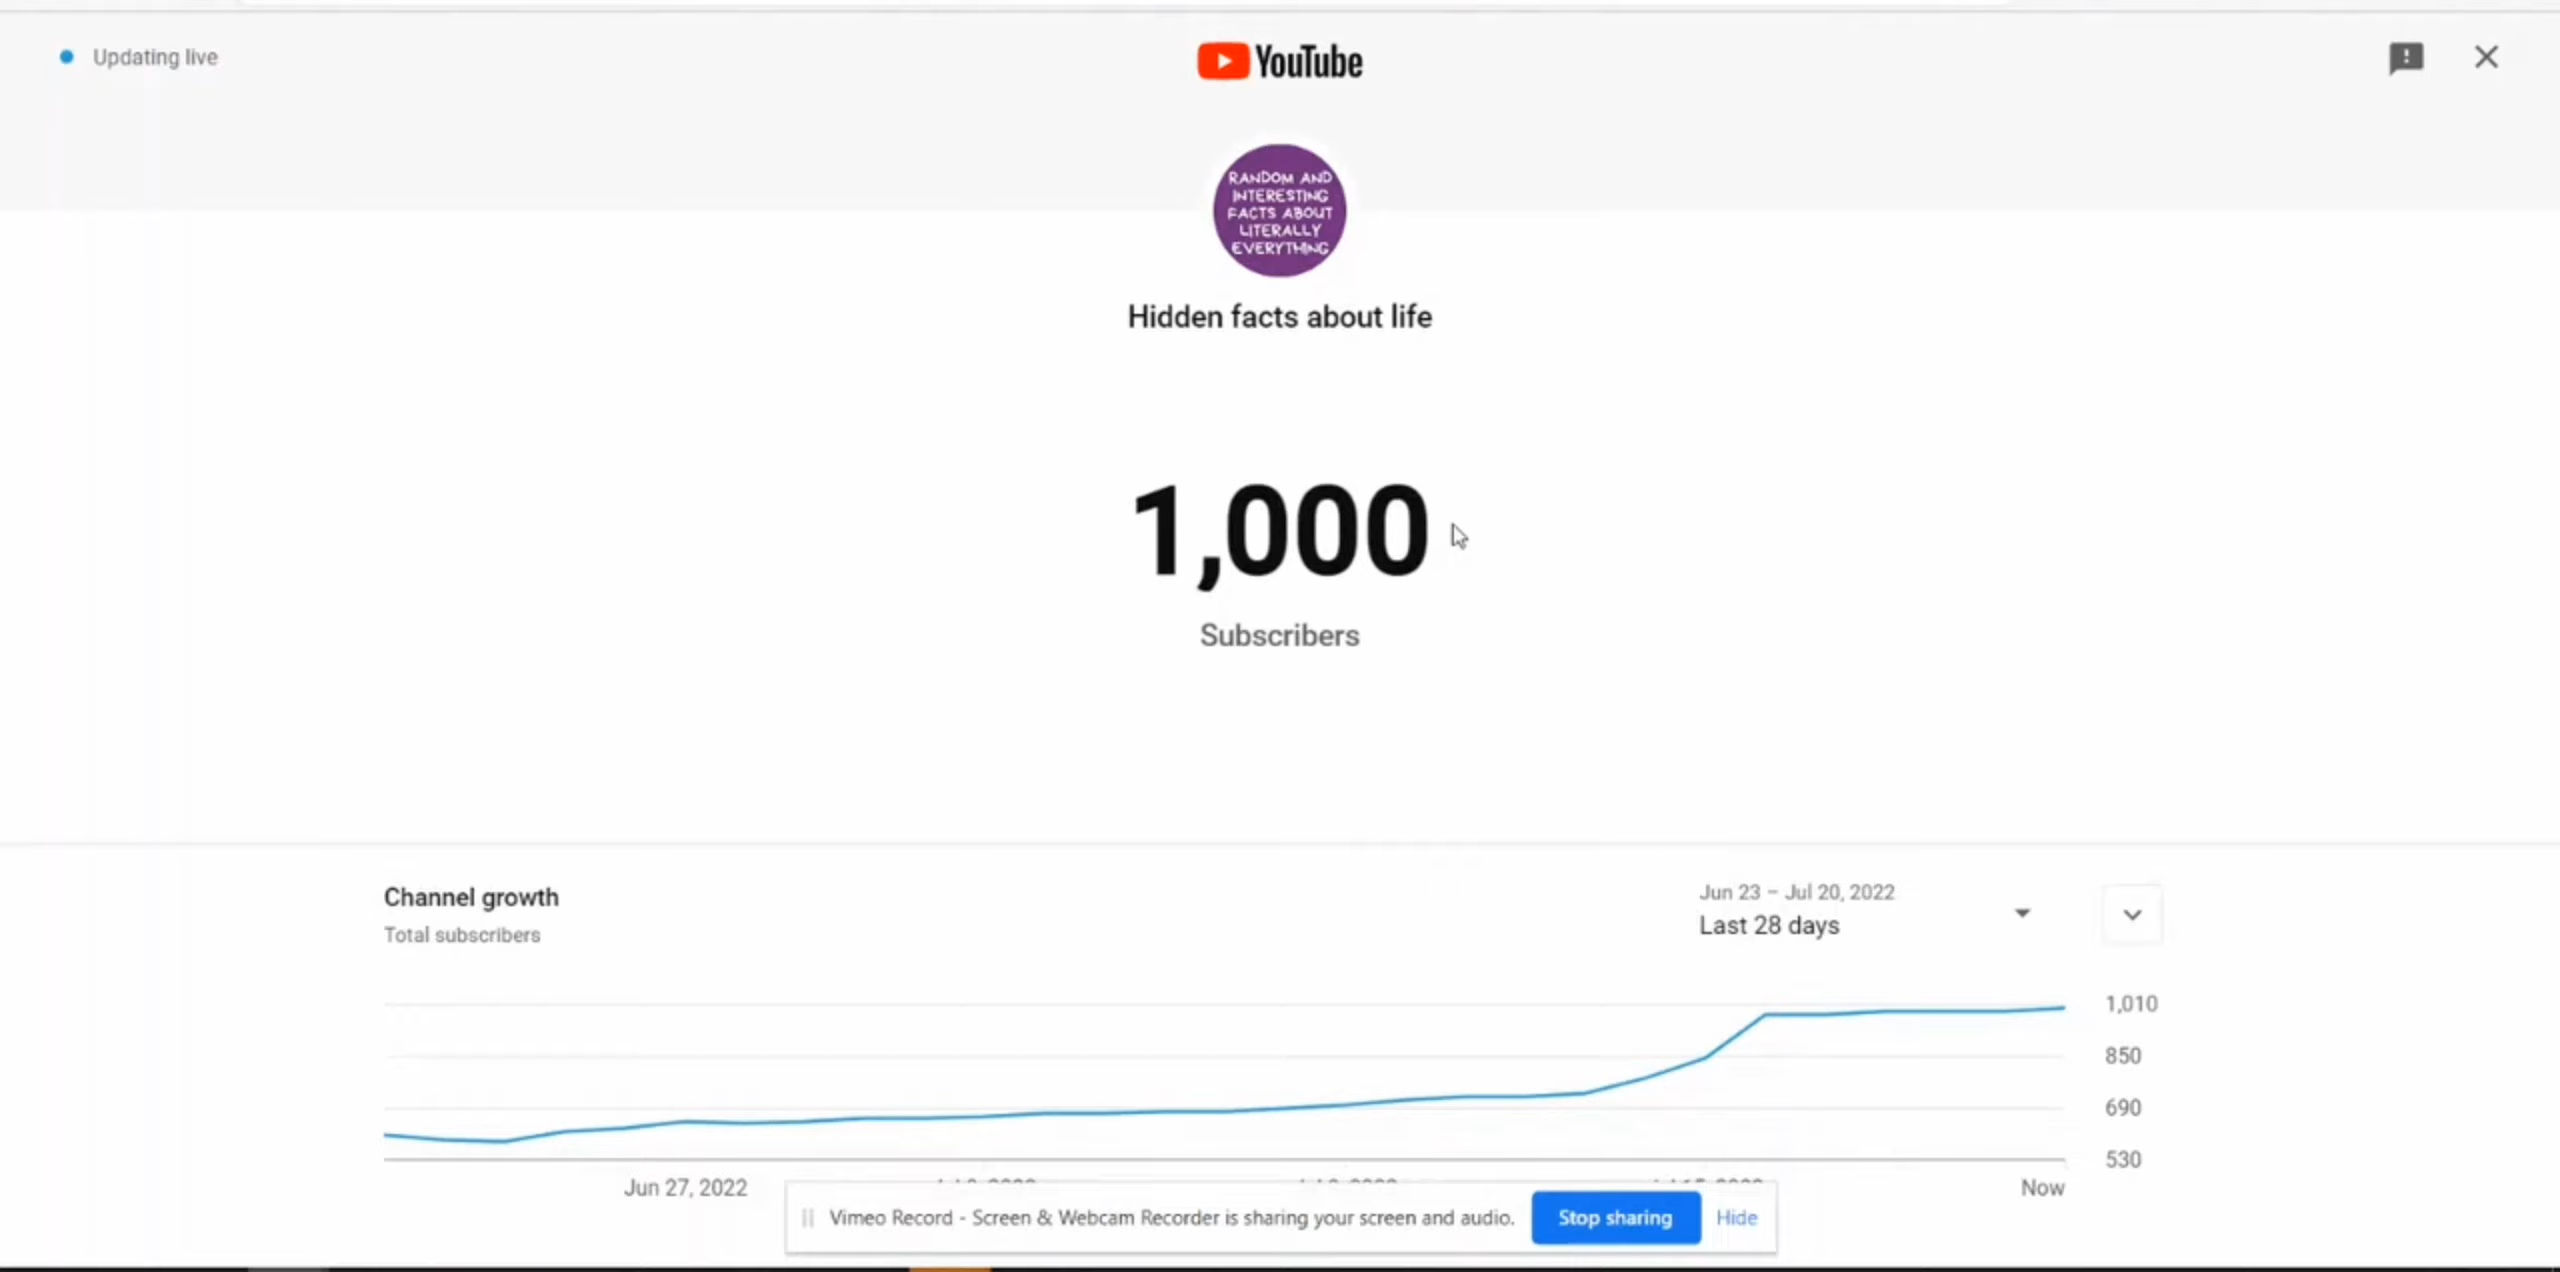 Updating live
YouTube
RANDOM AND
INTERESTING
FACTS ABOUT
LITERALLY
EVERYTHING
Hidden facts about life
1,000
Subscribers
Channel growth
Total subscribers
Jun 23 – Jul 20, 2022
Last 28 days
1,010
850
690
530
Jun 27, 2022
Now
Vimeo Record - Screen & Webcam Recorder is sharing your screen and audio.
Stop sharing
Hide